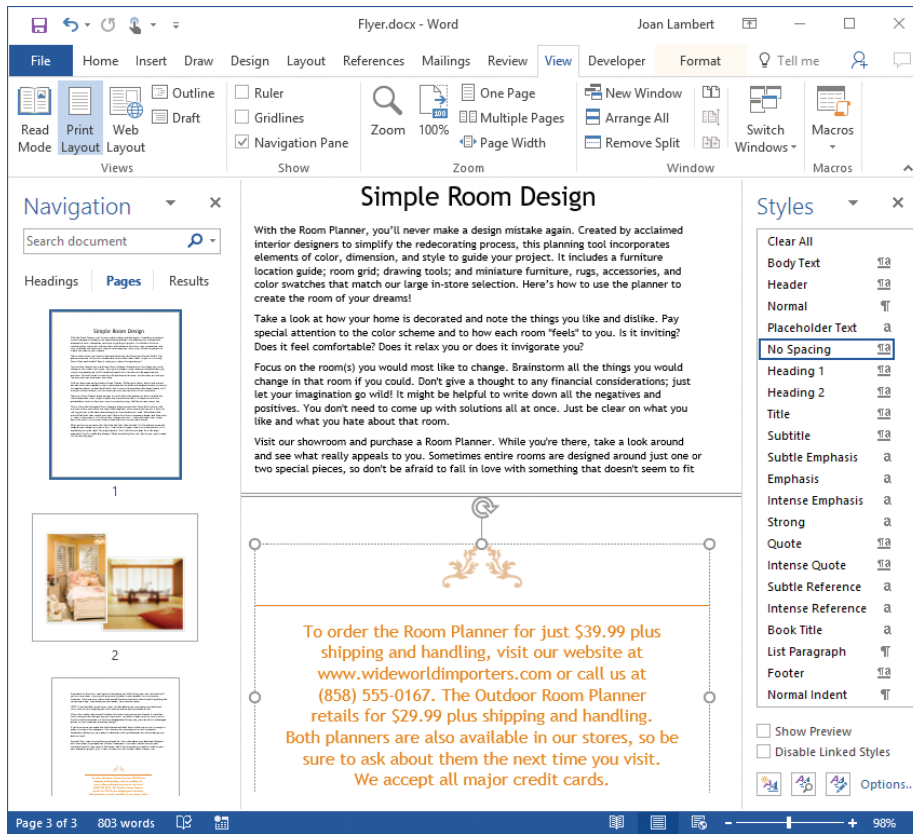 Flyer.docx - Word
Joan Lambert
File Home Insert Draw Design Layout References Mailings Review View Developer Format Tell me
Read Mode
Print Layout
Web Layout
Outline
Draft
Views
Ruler
Gridlines
Navigation Pane
Show
Zoom
100
100%
One Page
Multiple Pages
Page Width
Zoom
New Window
Arrange All
Remove Split
Window
Switch Windows
Macros
Macros
Navigation
Search document
Headings Pages Results
Simple Room Design
1
2
Simple Room Design
With the Room Planner, you'll never make a design mistake again. Created by acclaimed
interior designers to simplify the redecorating process, this planning tool incorporates
elements of color, dimension, and style to guide your project. It includes a furniture
location guide; room grid; drawing tools; and miniature furniture, rugs, accessories, and
color swatches that match our large in-store selection. Here's how to use the planner to
create the room of your dreams!
Take a look at how your home is decorated and note the things you like and dislike. Pay
special attention to the color scheme and to how each room "feels" to you. Is it inviting?
Does it feel comfortable? Does it relax you or does it invigorate you?
Focus on the room(s) you would most like to change. Brainstorm all the things you would
change in that room if you could. Don't give a thought to any financial considerations; just
let your imagination go wild! It might be helpful to write down all the negatives and
positives. You don't need to come up with solutions all at once. Just be clear on what you
like and what you hate about that room.
Visit our showroom and purchase a Room Planner. While you're there, take a look around
and see what really appeals to you. Sometimes entire rooms are designed around just one or
two special pieces, so don't be afraid to fall in love with something that doesn't seem to fit
To order the Room Planner for just $39.99 plus
shipping and handling, visit our website at
www.wideworldimporters.com or call us at
(858) 555-0167. The Outdoor Room Planner
retails for $29.99 plus shipping and handling.
Both planners are also available in our stores, so be
sure to ask about them the next time you visit.
We accept all major credit cards.
Styles
Clear All
Body Text ¶a
Header ¶a
Normal ¶
Placeholder Text a
No Spacing ¶a
Heading 1 ¶a
Heading 2 ¶a
Title ¶a
Subtitle ¶a
Subtle Emphasis a
Emphasis a
Intense Emphasis a
Strong a
Quote ¶a
Intense Quote ¶a
Subtle Reference a
Intense Reference a
Book Title a
List Paragraph ¶
Footer ¶a
Normal Indent ¶
Show Preview
Disable Linked Styles
Options...
Page 3 of 3 803 words
98%